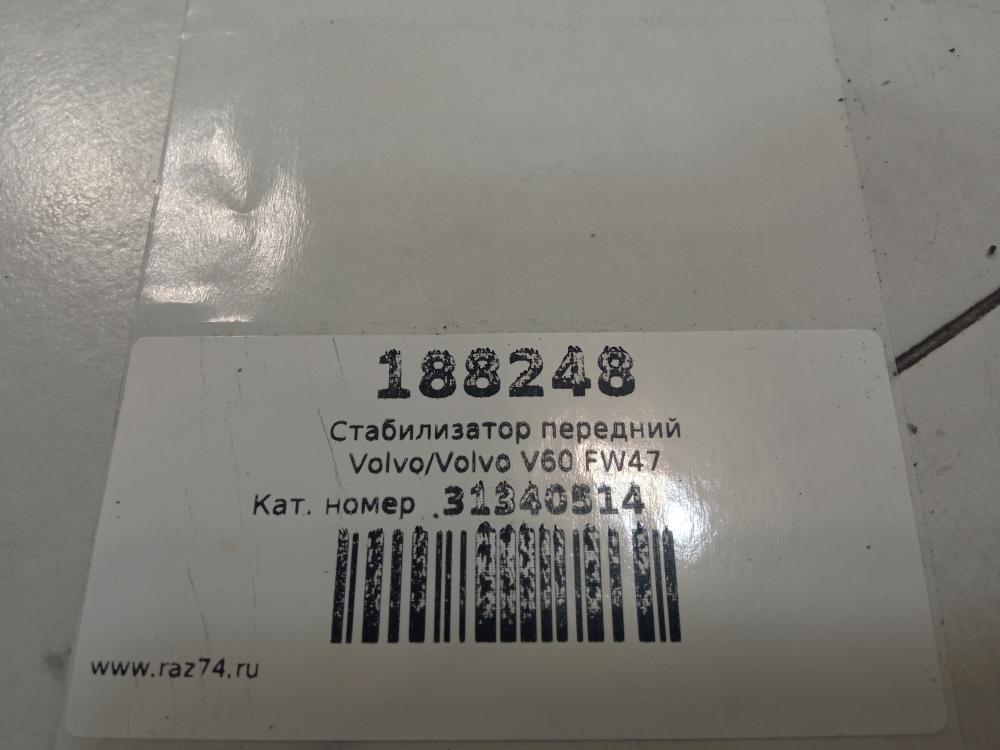 188248
Стабилизатор передний
Volvo/Volvo V60 FW47
Кат. номер .31340514
www.raz74.ru